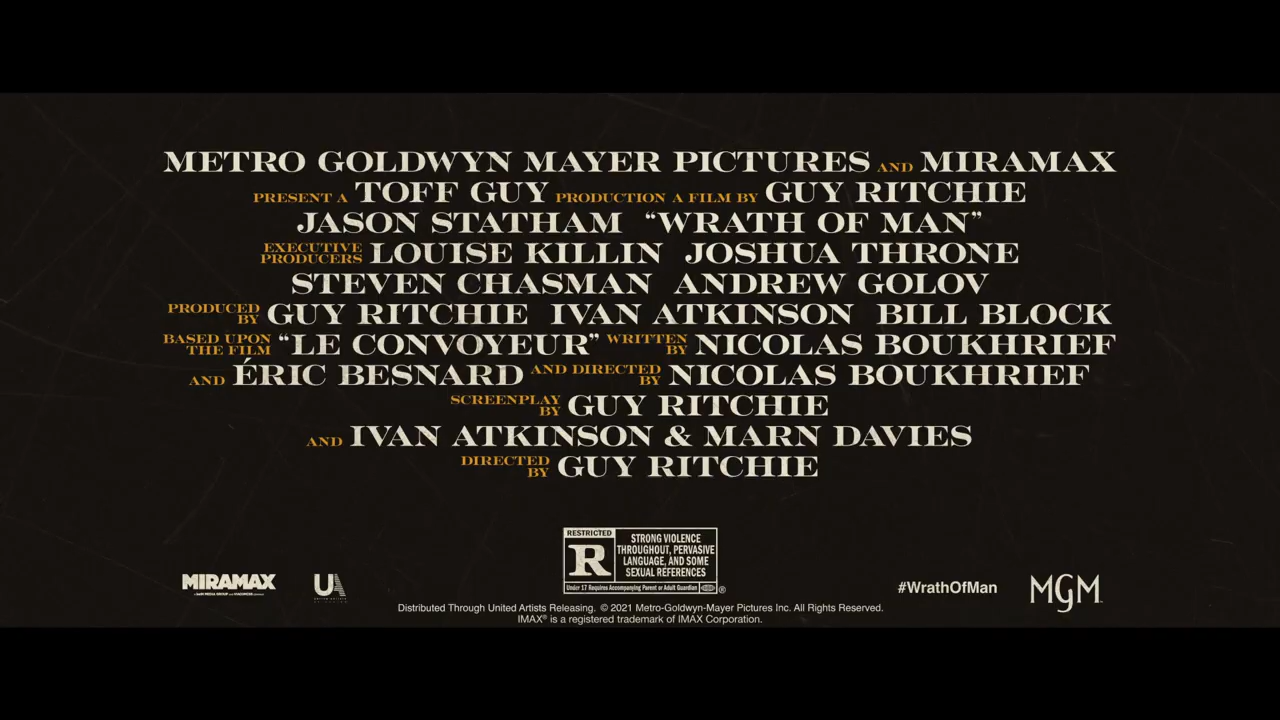 METRO GOLDWYN MAYER PICTURES AND MIRAMAX
PRESENT A TOFF GUY PRODUCTION A FILM BY GUY RITCHIE
JASON STATHAM “WRATH OF MAN”
EXECUTIVE PRODUCERS LOUISE KILLIN JOSHUA THRONE
STEVEN CHASMAN ANDREW GOLOV
PRODUCED BY GUY RITCHIE IVAN ATKINSON BILL BLOCK
BASED UPON THE FILM “LE CONVOYEUR” WRITTEN BY NICOLAS BOUKHRIEF
AND ÉRIC BESNARD AND DIRECTED BY NICOLAS BOUKHRIEF
SCREENPLAY BY GUY RITCHIE
AND IVAN ATKINSON & MARN DAVIES
DIRECTED BY GUY RITCHIE
RESTRICTED
R
STRONG VIOLENCE
THROUGHOUT, PERVASIVE
LANGUAGE, AND SOME
SEXUAL REFERENCES
Under 17 Requires Accompanying Parent or Adult Guardian
®
MIRAMAX
UA
#WrathOfMan
MGM
Distributed Through United Artists Releasing. © 2021 Metro-Goldwyn-Mayer Pictures Inc. All Rights Reserved.
IMAX® is a registered trademark of IMAX Corporation.